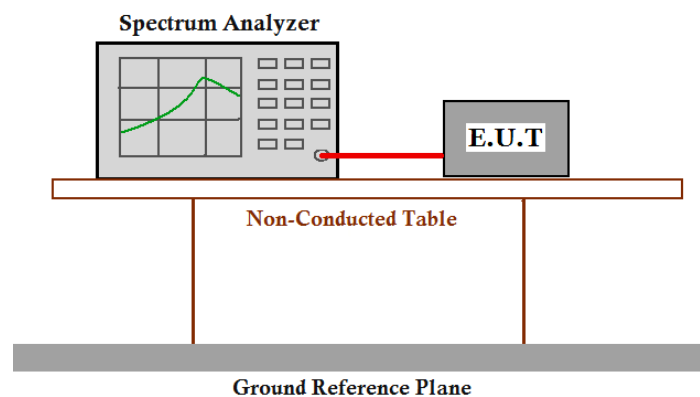 Spectrum Analyzer
E.U.T
Non-Conducted Table
Ground Reference Plane